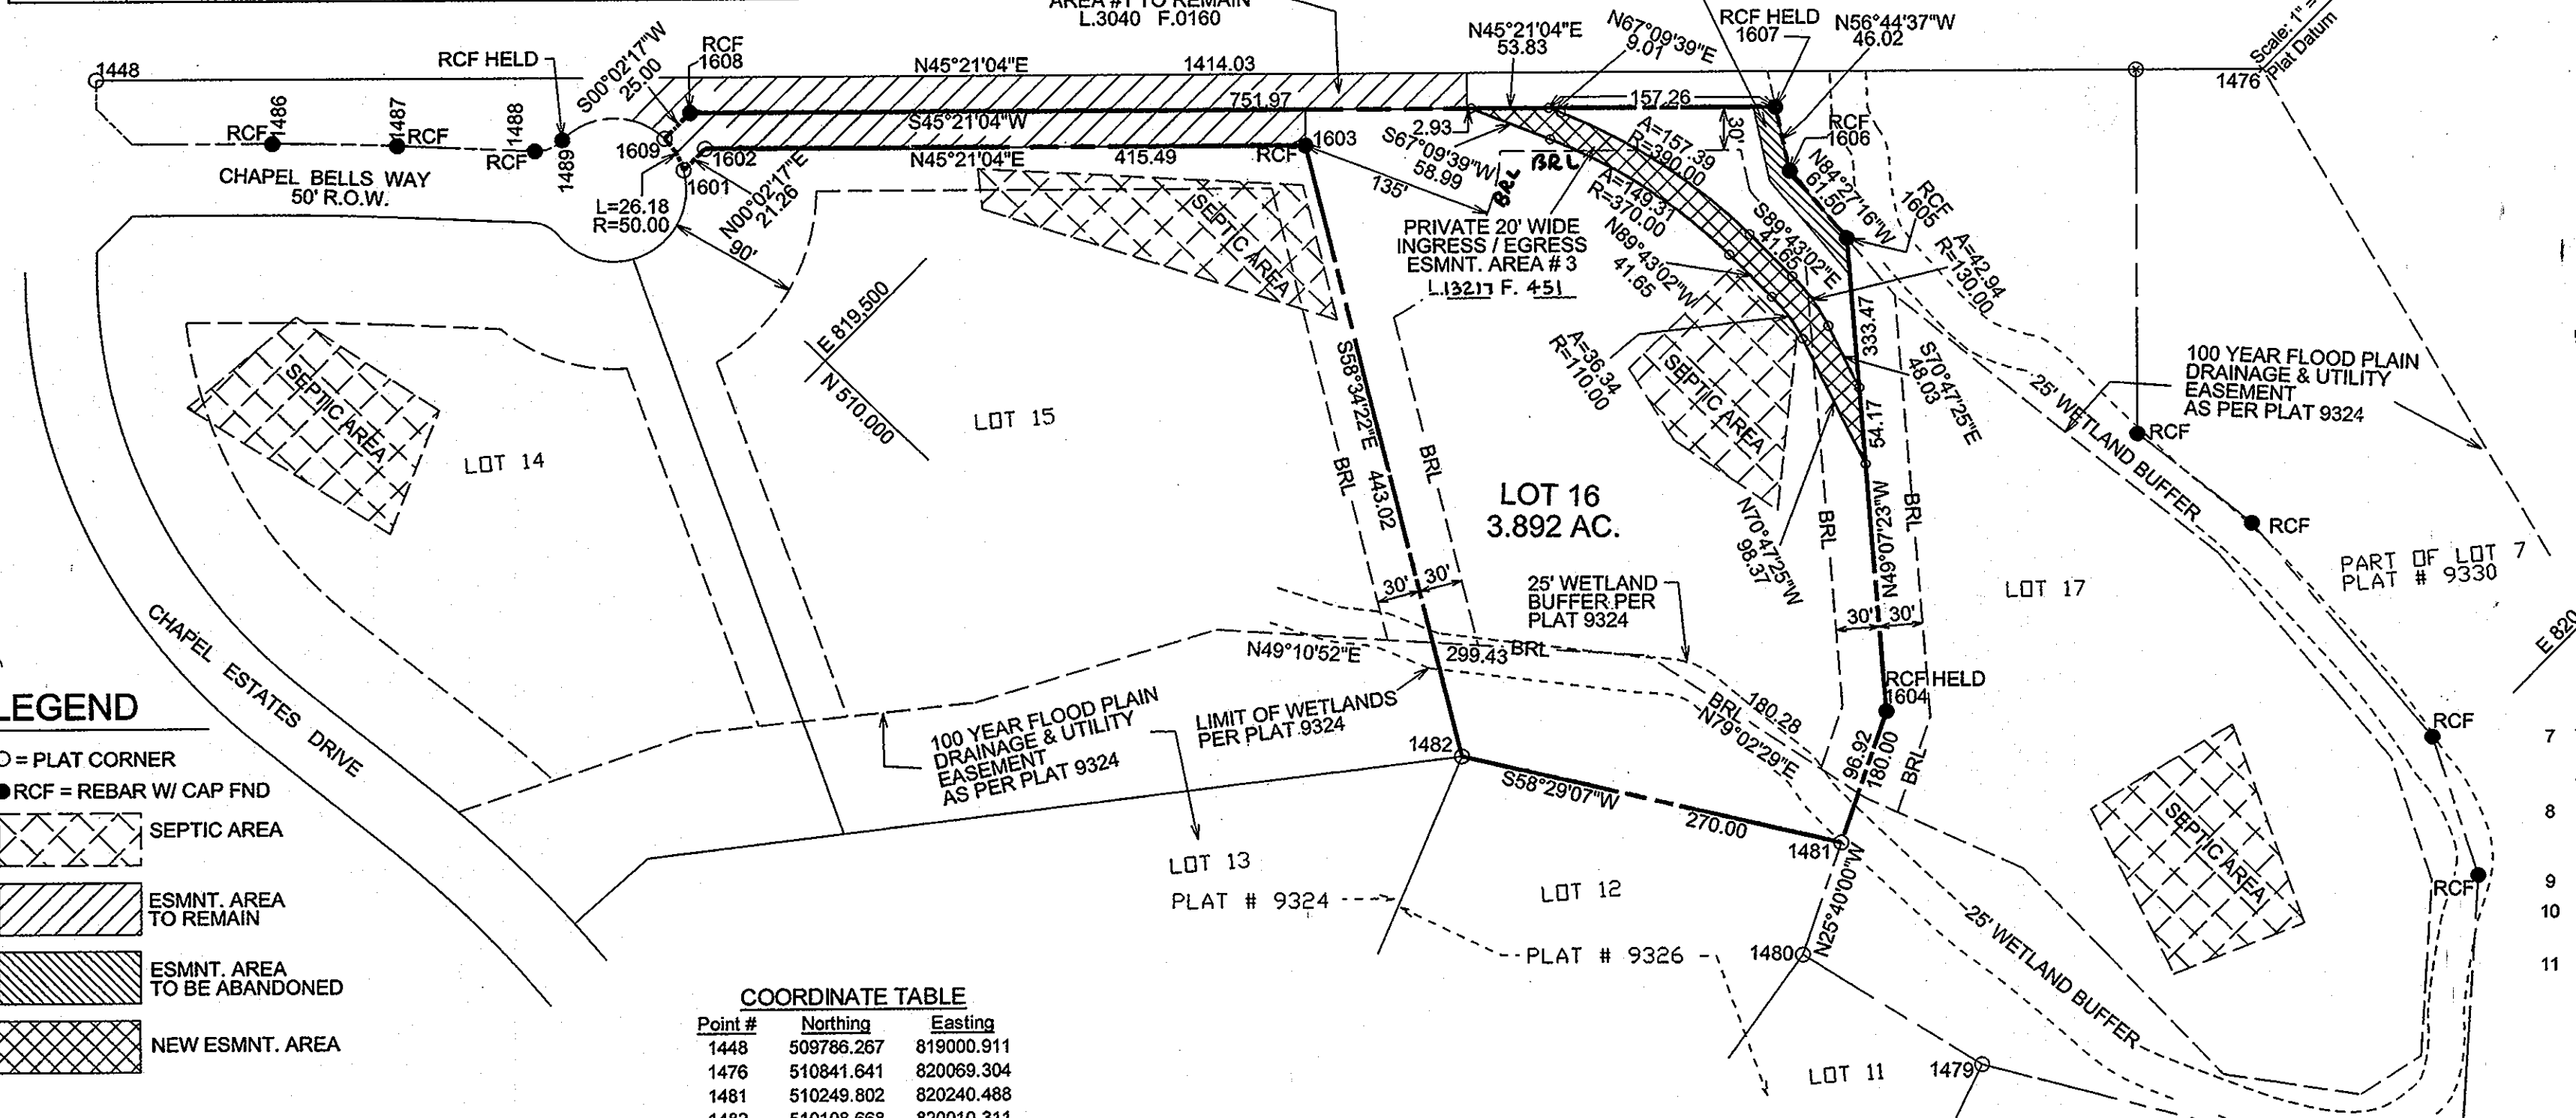 AREA #1 TO REMAIN
L.3040 F.0160
1448
RCF HELD
S00°02'17"W
25.00
RCF
1608
N45°21'04"E
1414.03
N45°21'04"E
53.83
N67°09'39"E
9.01
RCF HELD
1607
N56°44'37"W
46.02
Scale: 1" =
Plat Datum
1476
RCF
1486
1487
RCF
1488
RCF
1489
1609
1602
1601
751.97
S45°21'04"W
N45°21'04"E
415.49
1603
RCF
2.93
157.26
30'
RCF
1606
CHAPEL BELLS WAY
50' R.O.W.
L=26.18
R=50.00
N00°02'17"E
21.26
90'
SEPTIC AREA
135'
S67°09'39"W
58.99
BRL
BRL
A=157.39
R=390.00
A=149.31
R=370.00
N84°27'16"W
61.50
RCF
1605
PRIVATE 20' WIDE
INGRESS / EGRESS
ESMNT. AREA # 3
L.13217 F. 451
N89°43'02"W
41.65
S89°43'02"E
41.65
A=42.94
R=130.00
E 819,500
N 510,000
333.47
S70°47'25"E
48.03
A=36.34
R=110.00
SEPTIC AREA
54.17
100 YEAR FLOOD PLAIN
DRAINAGE & UTILITY
EASEMENT
AS PER PLAT 9324
25' WETLAND BUFFER
RCF
SEPTIC AREA
LOT 14
LOT 15
S58°34'22"E 443.02
BRL
BRL
LOT 16
3.892 AC.
N70°47'25"W
98.37
BRL
N49°07'23"W
BRL
RCF
PART OF LOT 7
PLAT # 9330
LOT 17
30' 30'
25' WETLAND
BUFFER PER
PLAT 9324
30' 30'
E 820
CHAPEL ESTATES DRIVE
N49°10'52"E
299.43
BRL
BRL
180.28
N79°02'29"E
RCF HELD
1604
LEGEND
= PLAT CORNER
RCF = REBAR W/ CAP FND
SEPTIC AREA
ESMNT. AREA
TO REMAIN
ESMNT. AREA
TO BE ABANDONED
NEW ESMNT. AREA
100 YEAR FLOOD PLAIN
DRAINAGE & UTILITY
EASEMENT
AS PER PLAT 9324
LIMIT OF WETLANDS
PER PLAT 9324
1482
S58°29'07"W
270.00
96.92
180.00
BRL
1481
RCF
7
8
9
10
11
SEPTIC AREA
RCF
LOT 13
PLAT # 9324
LOT 12
PLAT # 9326
N25°40'00"W
1480
25' WETLAND BUFFER
LOT 11
1479
COORDINATE TABLE
Point # Northing Easting
1448 509786.267 819000.911
1476 510841.641 820069.304
1481 510249.802 820240.488
1482 510108.668 820010.311